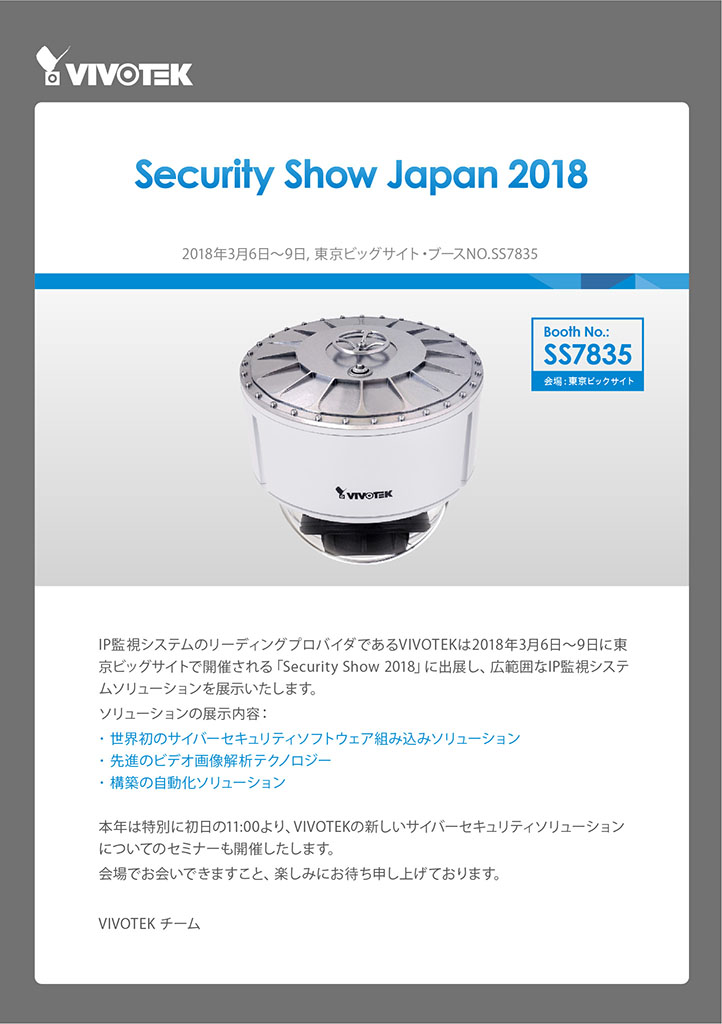 VIVOTEK
Security Show Japan 2018
2018年3月6日〜9日, 東京ビッグサイト・ブースNO.SS7835
Booth No.:
SS7835
会場:東京ビックサイト
VIVOTEK
IP監視システムのリーディングプロバイダであるVIVOTEKは2018年3月6日〜9日に東
京ビッグサイトで開催される「Security Show 2018」に出展し、広範囲なIP監視システ
ムソリューションを展示いたします。
ソリューションの展示内容:
・世界初のサイバーセキュリティソフトウェア組み込みソリューション
・先進のビデオ画像解析テクノロジー
・構築の自動化ソリューション
本年は特別に初日の11:00より、VIVOTEKの新しいサイバーセキュリティソリューション
についてのセミナーも開催したします。
会場でお会いできますこと、楽しみにお待ち申し上げております。
VIVOTEK チーム